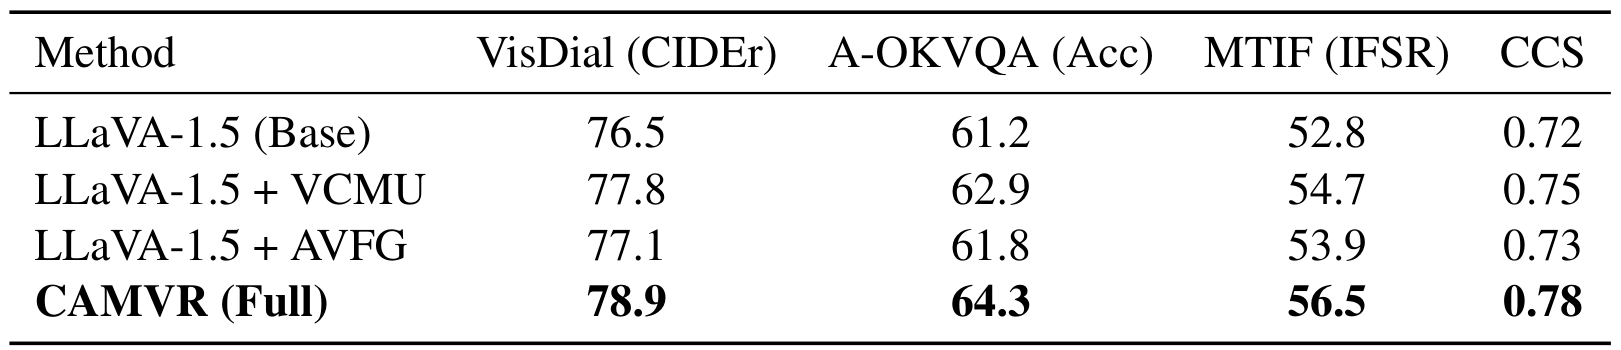 Method VisDial (CIDEr) A-OKVQA (Acc) MTIF (IFSR) CCS
LLaVA-1.5 (Base) 76.5 61.2 52.8 0.72
LLaVA-1.5 + VCMU 77.8 62.9 54.7 0.75
LLaVA-1.5 + AVFG 77.1 61.8 53.9 0.73
CAMVR (Full) 78.9 64.3 56.5 0.78